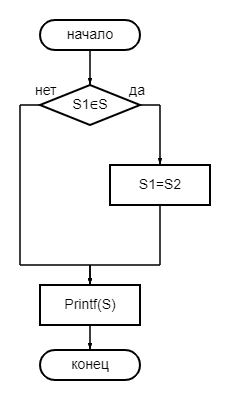 начало
нет
да
S1∈S
S1=S2
Printf(S)
конец